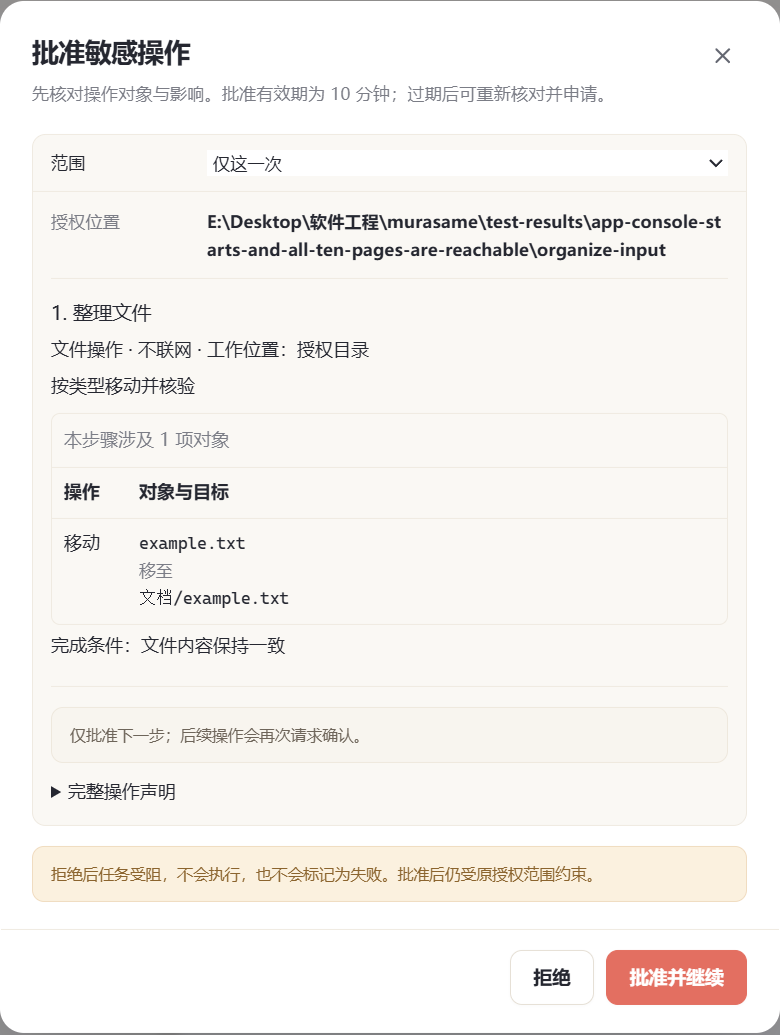 批准敏感操作
先核对操作对象与影响。批准有效期为 10 分钟；过期后可重新核对并申请。
范围 仅这一次
授权位置 E:\Desktop\软件工程\murasame\test-results\app-console-st
arts-and-all-ten-pages-are-reachable\organize-input
1. 整理文件
文件操作 · 不联网 · 工作位置：授权目录
按类型移动并核验
本步骤涉及 1 项对象
操作 对象与目标
移动 example.txt
移至
文档/example.txt
完成条件：文件内容保持一致
仅批准下一步；后续操作会再次请求确认。
完整操作声明
拒绝后任务受阻，不会执行，也不会标记为失败。批准后仍受原授权范围约束。
拒绝 批准并继续